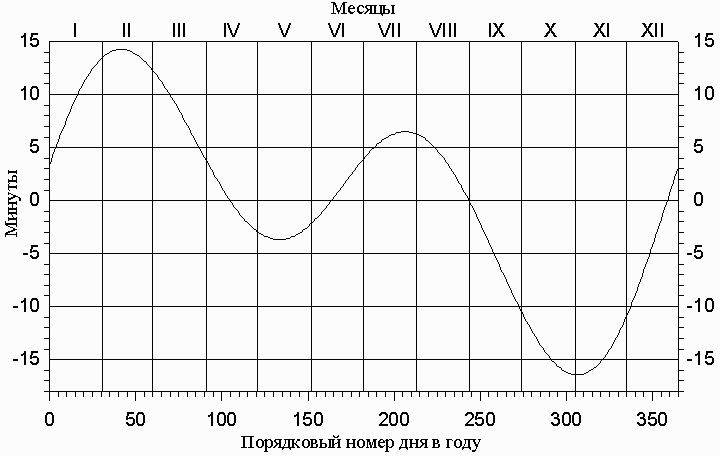 Месяцы
I II III IV V VI VII VIII IX X XI XII
15 15
10 10
5 5
0 0
-5 -5
-10 -10
-15 -15
Минуты
0 50 100 150 200 250 300 350
Порядковый номер дня в году